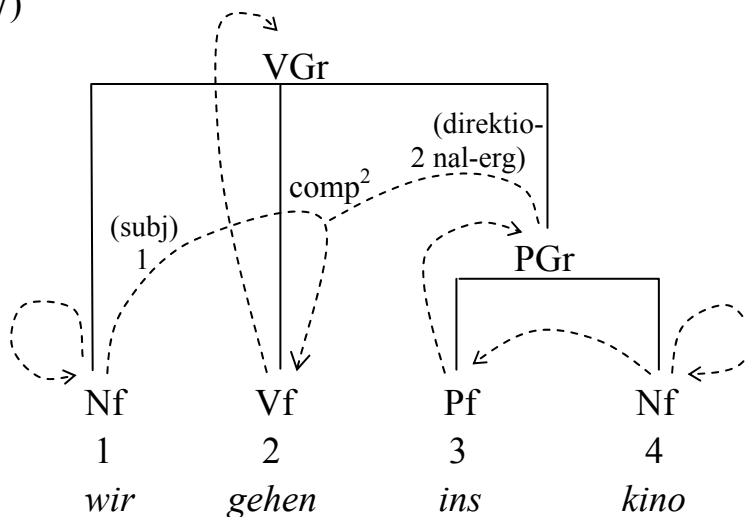 )
VGr
(direktio-
2 nal-erg)
comp²
(subj)
1
PGr
Nf Vf Pf Nf
1 2 3 4
wir gehen ins kino